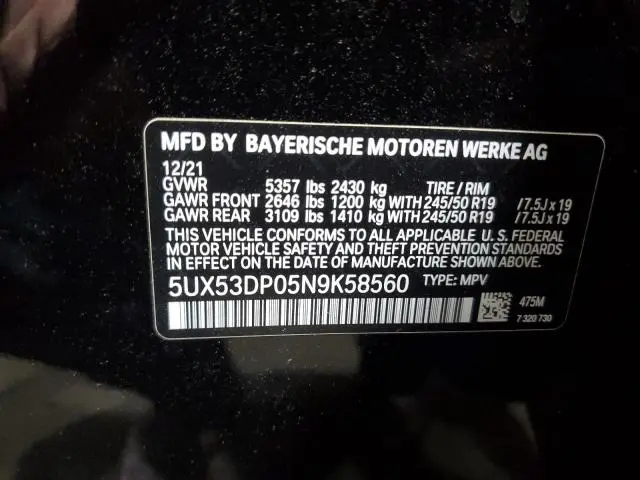 MFD BY BAYERISCHE MOTOREN WERKE AG
12/21
GVWR 5357 lbs 2430 kg TIRE / RIM
GAWR FRONT 2646 lbs 1200 kg WITH 245/50 R19 / 7.5J x 19
GAWR REAR 3109 lbs 1410 kg WITH 245/50 R19 / 7.5J x 19
THIS VEHICLE CONFORMS TO ALL APPLICABLE U. S. FEDERAL
MOTOR VEHICLE SAFETY AND THEFT PREVENTION STANDARDS
IN EFFECT ON THE DATE OF MANUFACTURE SHOWN ABOVE.
5UX53DP05N9K58560 TYPE: MPV
475M
7 320 730